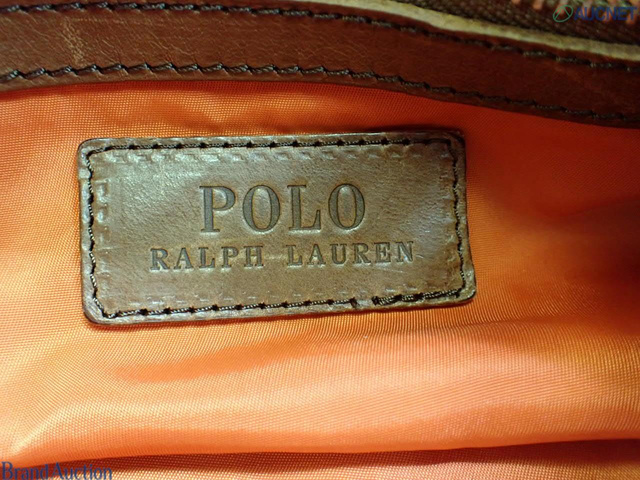 POLO
RALPH LAUREN
Brand Auction